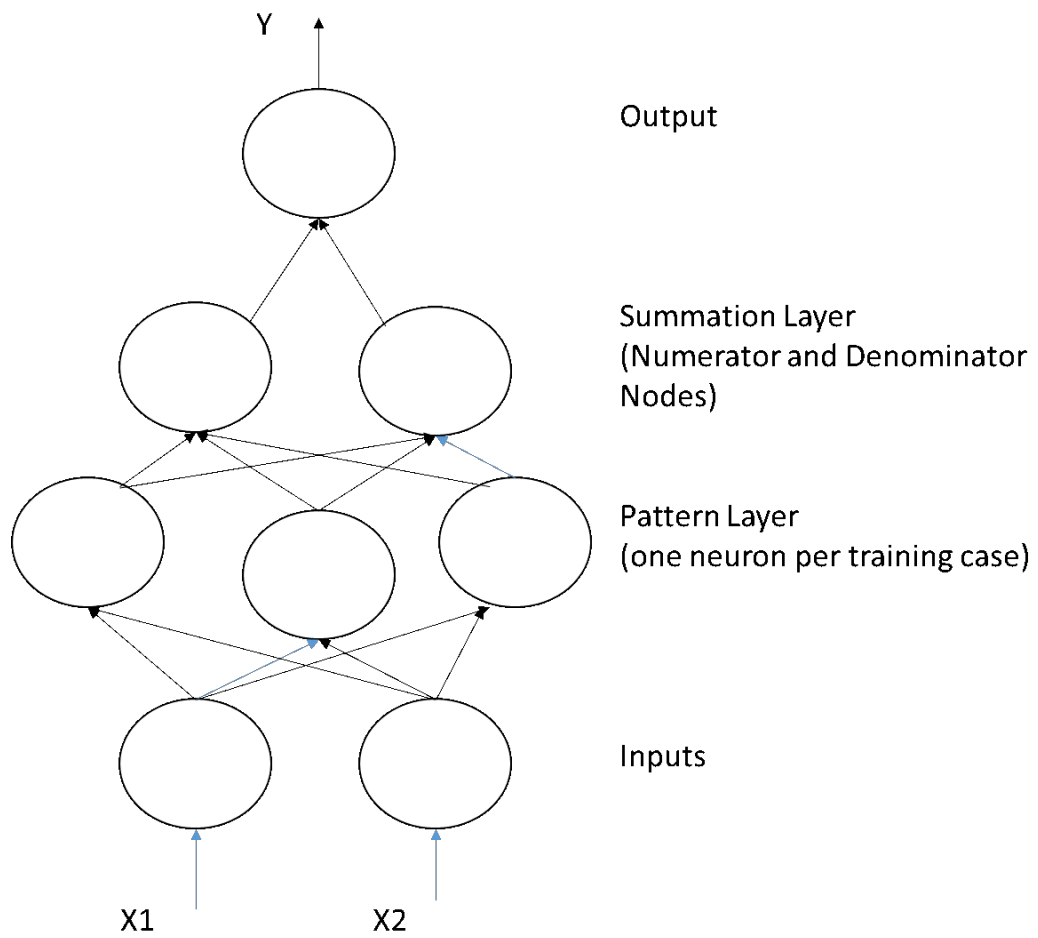 Y
Output
Summation Layer
(Numerator and Denominator
Nodes)
Pattern Layer
(one neuron per training case)
Inputs
X1
X2